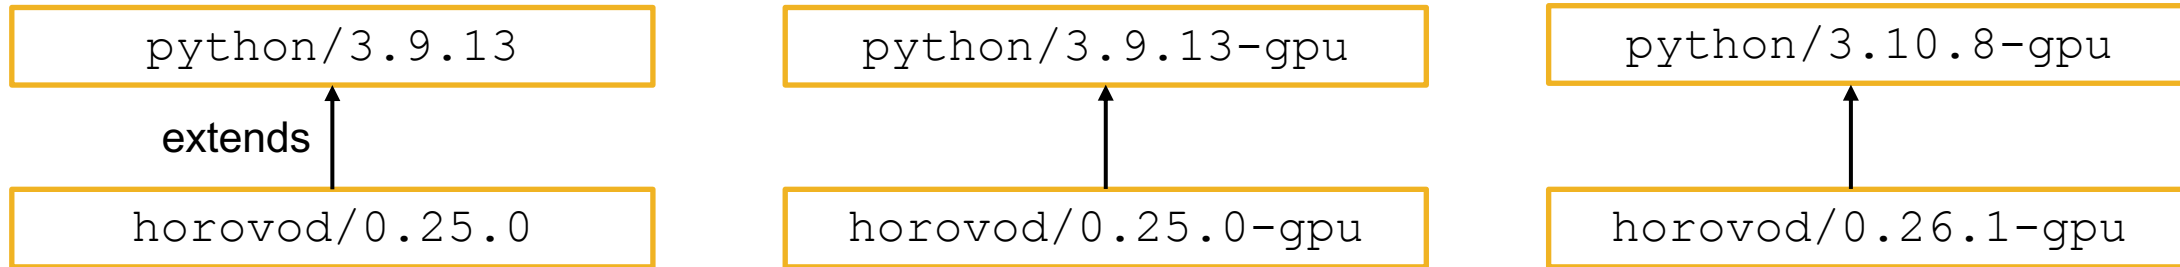 python/3.9.13
python/3.9.13-gpu
python/3.10.8-gpu
extends
horovod/0.25.0
horovod/0.25.0-gpu
horovod/0.26.1-gpu